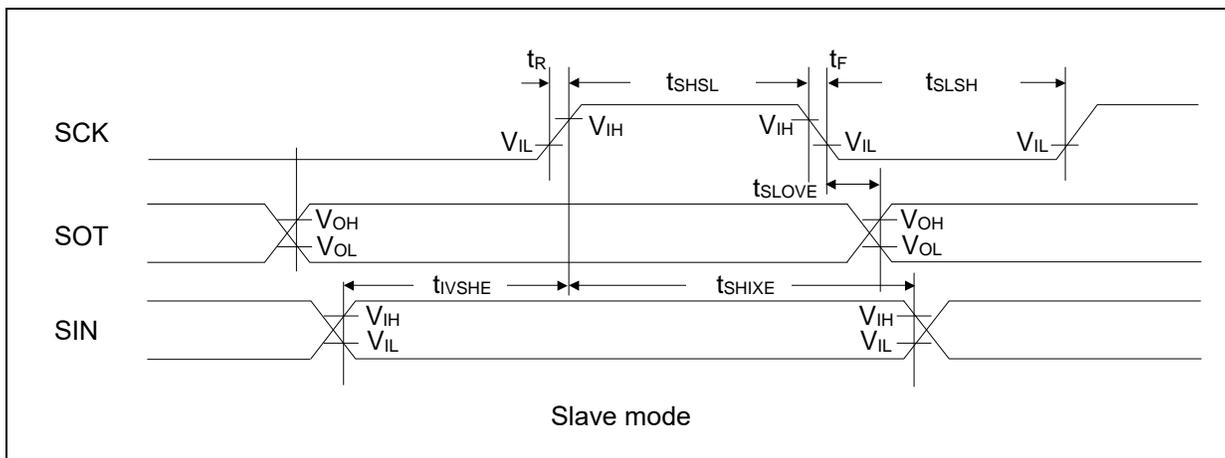 tR tSHSL tF tSLSH
SCK VIL VIH VIH VIL VIL
tSLOVE
SOT VOH VOL VOH VOL
tIVSHE tSHIXE
SIN VIH VIL VIH VIL
Slave mode